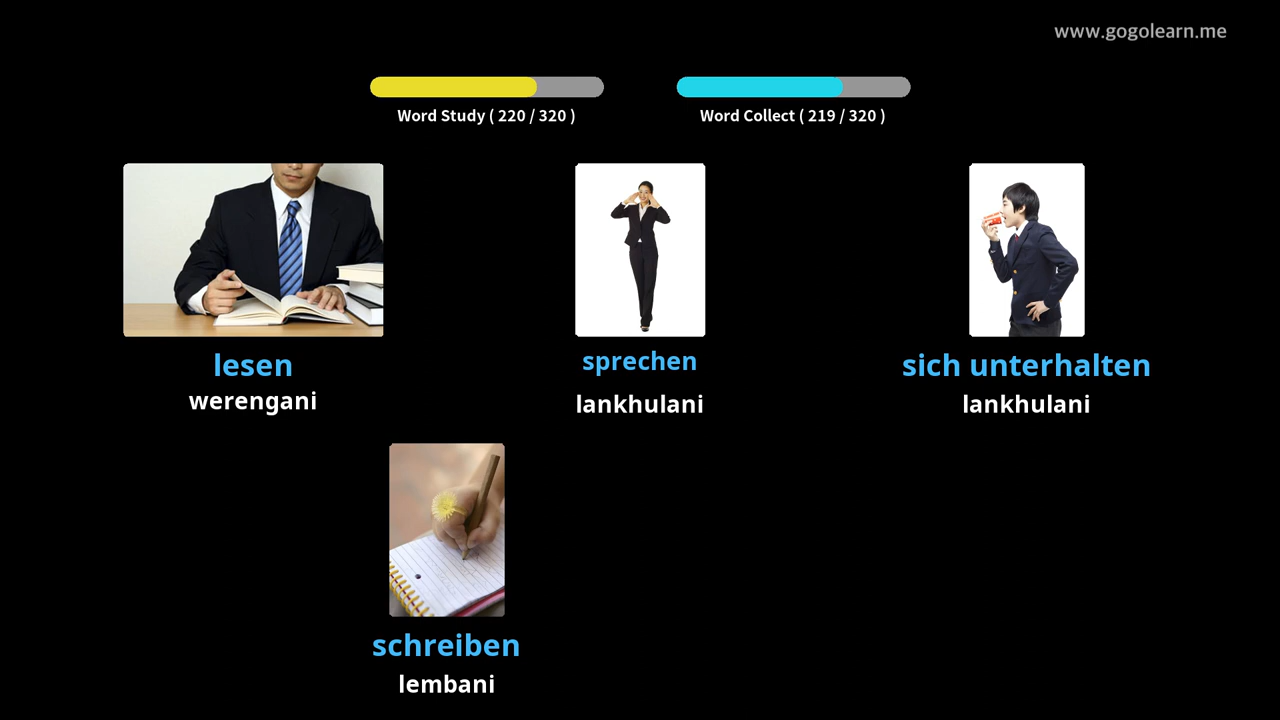 www.gogolearn.me
Word Study ( 220 / 320 )
Word Collect ( 219 / 320 )
lesen
werengani
sprechen
lankhulani
sich unterhalten
lankhulani
schreiben
lembani